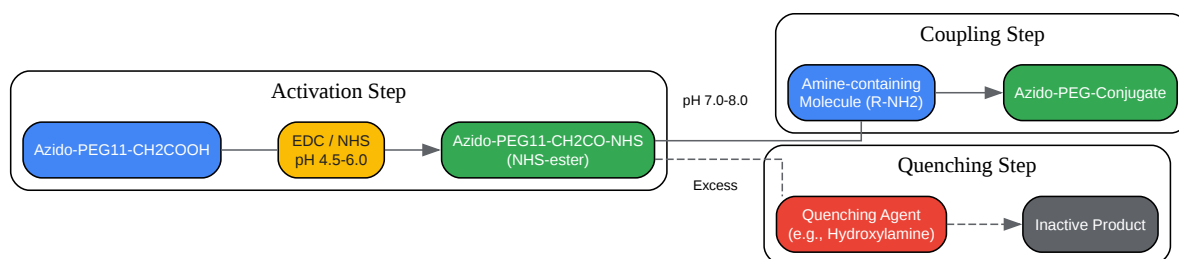 Activation Step
Azido-PEG11-CH2COOH
EDC / NHS
pH 4.5-6.0
Azido-PEG11-CH2CO-NHS
(NHS-ester)
pH 7.0-8.0
Excess
Coupling Step
Amine-containing
Molecule (R-NH2)
Azido-PEG-Conjugate
Quenching Step
Quenching Agent
(e.g., Hydroxylamine)
Inactive Product